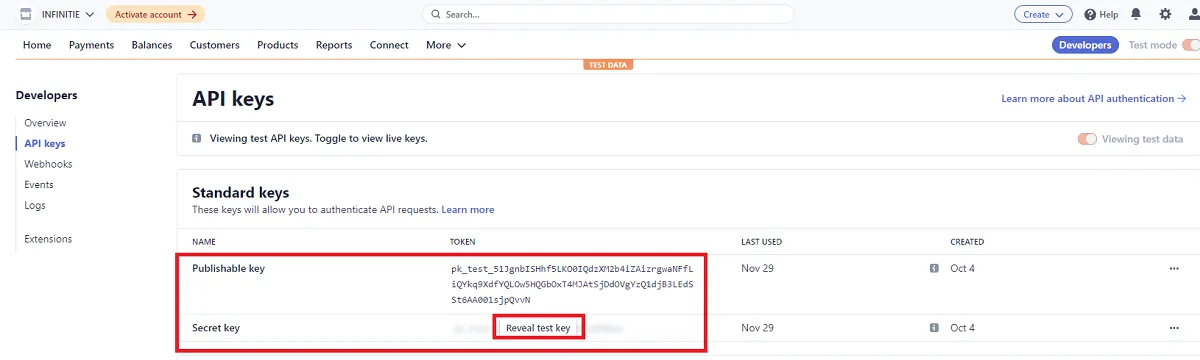 INFINITIE Activate account → Search... Create Help
Home Payments Balances Customers Products Reports Connect More Developers Test mode
TEST DATA
Developers
Overview
API keys
Webhooks
Events
Logs
Extensions
API keys
Learn more about API authentication →
Viewing test API keys. Toggle to view live keys.
Viewing test data
Standard keys
These keys will allow you to authenticate API requests. Learn more
NAME TOKEN LAST USED CREATED
Publishable key pk_test_51JgnbISHhf5LKO0IQdzXM2b4iZAizrgwaNFfL Nov 29 Oct 4 ...
iQYkq9XdfYQLOw5HQGbOxT4MJAtSjDdOVgYzQ1djB3LEdS
St6AA001sjpQvvN
Secret key Reveal test key Nov 29 Oct 4 ...